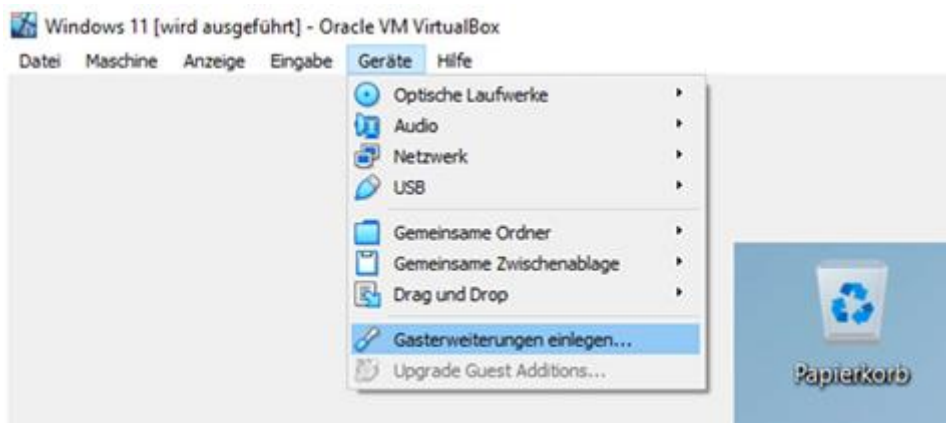 Windows 11 [wird ausgeführt] - Oracle VM VirtualBox
Datei Maschine Anzeige Eingabe Geräte Hilfe
Optische Laufwerke
Audio
Netzwerk
USB
Gemeinsame Ordner
Gemeinsame Zwischenablage
Drag und Drop
Gasterweiterungen einlegen...
Upgrade Guest Additions...
Papierkorb